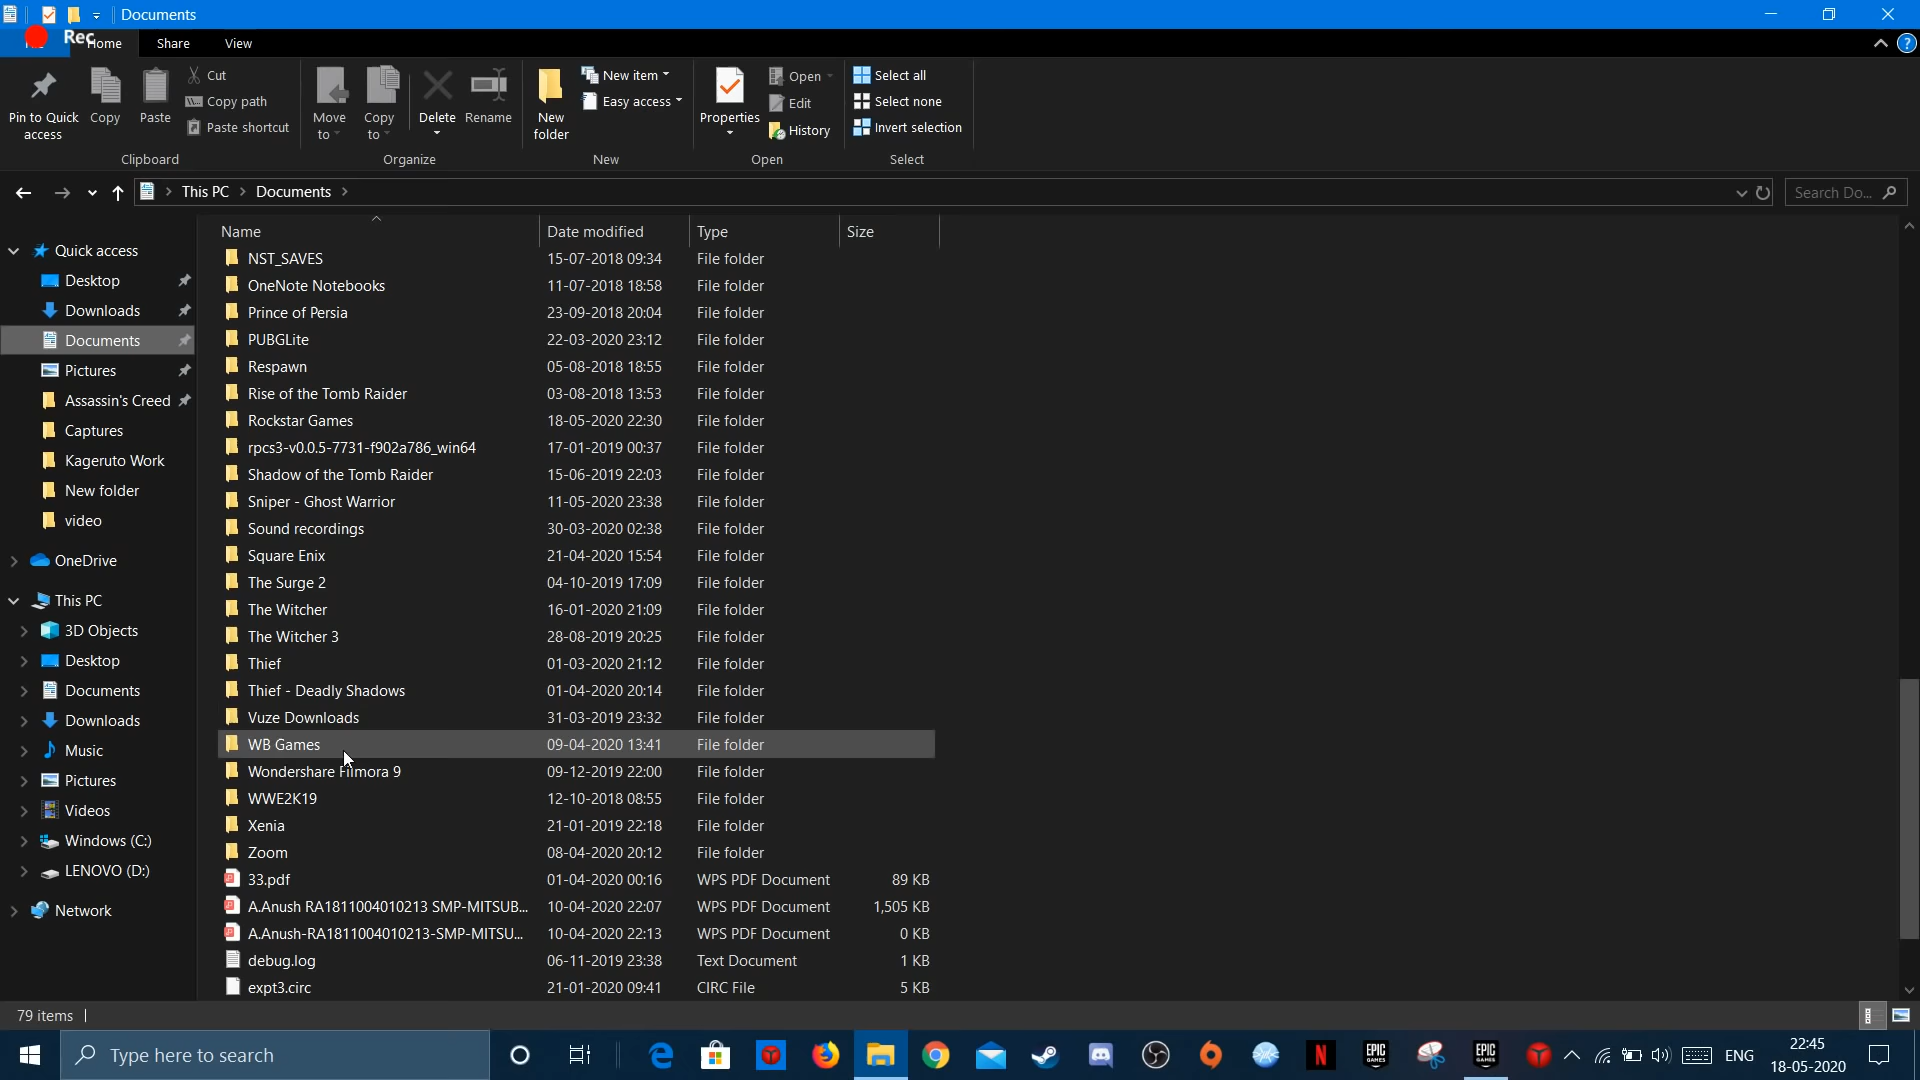 Documents
Rec
Home Share View
Pin to Quick access
Copy
Paste
Cut
Copy path
Paste shortcut
Clipboard
Move to
Copy to
Delete
Rename
Organize
New folder
New item
Easy access
New
Properties
Open
Edit
History
Open
Select all
Select none
Invert selection
Select
This PC > Documents >
Search Do...
Quick access
Desktop
Downloads
Documents
Pictures
Assassin's Creed
Captures
Kageruto Work
New folder
video
OneDrive
This PC
3D Objects
Desktop
Documents
Downloads
Music
Pictures
Videos
Windows (C:)
LENOVO (D:)
Network
Name Date modified Type Size
NST_SAVES 15-07-2018 09:34 File folder
OneNote Notebooks 11-07-2018 18:58 File folder
Prince of Persia 23-09-2018 20:04 File folder
PUBGLite 22-03-2020 23:12 File folder
Respawn 05-08-2018 18:55 File folder
Rise of the Tomb Raider 03-08-2018 13:53 File folder
Rockstar Games 18-05-2020 22:30 File folder
rpcs3-v0.0.5-7731-f902a786_win64 17-01-2019 00:37 File folder
Shadow of the Tomb Raider 15-06-2019 22:03 File folder
Sniper - Ghost Warrior 11-05-2020 23:38 File folder
Sound recordings 30-03-2020 02:38 File folder
Square Enix 21-04-2020 15:54 File folder
The Surge 2 04-10-2019 17:09 File folder
The Witcher 16-01-2020 21:09 File folder
The Witcher 3 28-08-2019 20:25 File folder
Thief 01-03-2020 21:12 File folder
Thief - Deadly Shadows 01-04-2020 20:14 File folder
Vuze Downloads 31-03-2019 23:32 File folder
WB Games 09-04-2020 13:41 File folder
Wondershare Filmora 9 09-12-2019 22:00 File folder
WWE2K19 12-10-2018 08:55 File folder
Xenia 21-01-2019 22:18 File folder
Zoom 08-04-2020 20:12 File folder
33.pdf 01-04-2020 00:16 WPS PDF Document 89 KB
A.Anush RA1811004010213 SMP-MITSUB... 10-04-2020 22:07 WPS PDF Document 1,505 KB
A.Anush-RA1811004010213-SMP-MITSU... 10-04-2020 22:13 WPS PDF Document 0 KB
debug.log 06-11-2019 23:38 Text Document 1 KB
expt3.circ 21-01-2020 09:41 CIRC File 5 KB
79 items
Type here to search
EPIC GAMES
EPIC GAMES
ENG
22:45
18-05-2020